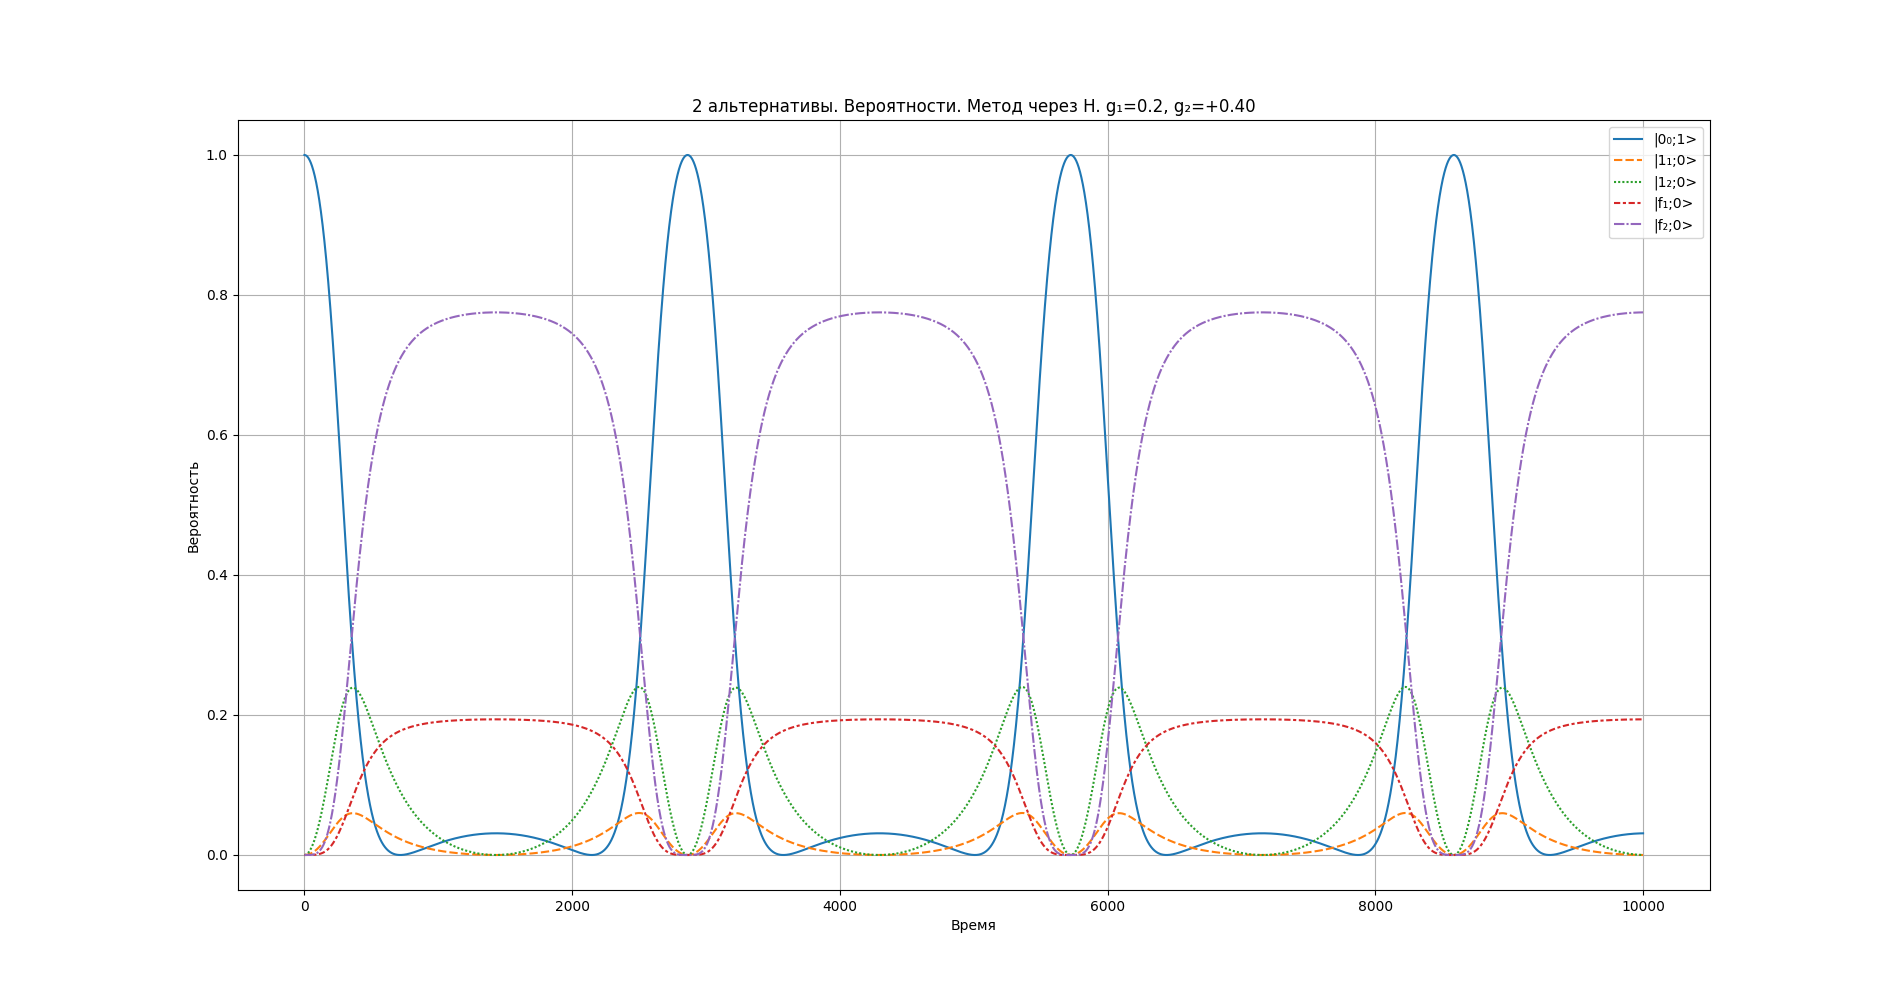 2 альтернативы. Вероятности. Метод через H. g₁=0.2, g₂=+0.40
|0₀;1>
|1₁;0>
|1₂;0>
|f₁;0>
|f₂;0>
1.0
0.8
0.6
0.4
0.2
0.0
Вероятность
0 2000 4000 6000 8000 10000
Время